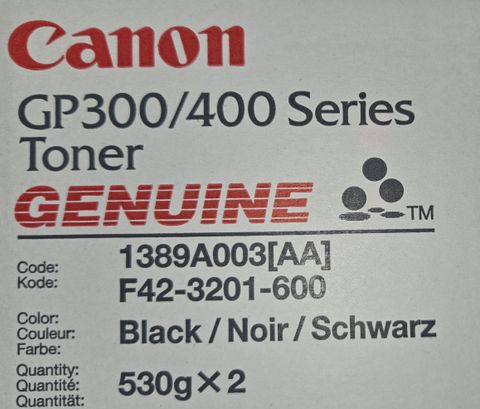 Canon
GP300/400 Series
Toner
GENUINE TM
Code: 1389A003[AA]
Kode: F42-3201-600
Color:
Couleur: Black / Noir / Schwarz
Farbe:
Quantity:
Quantité: 530g×2
Quantität: